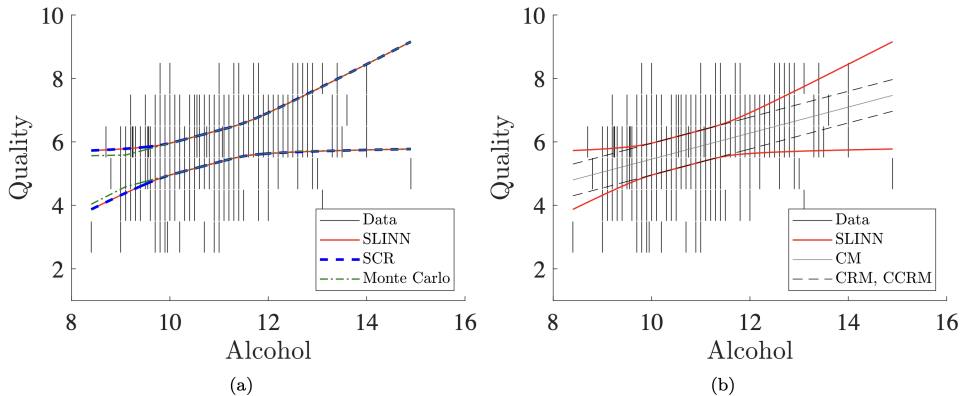 10
8
6
4
2
8
10
12
14
16
Quality
Alcohol
Data
SLINN
SCR
Monte Carlo
(a)
10
8
6
4
2
8
10
12
14
16
Quality
Alcohol
Data
SLINN
CM
CRM, CCRM
(b)